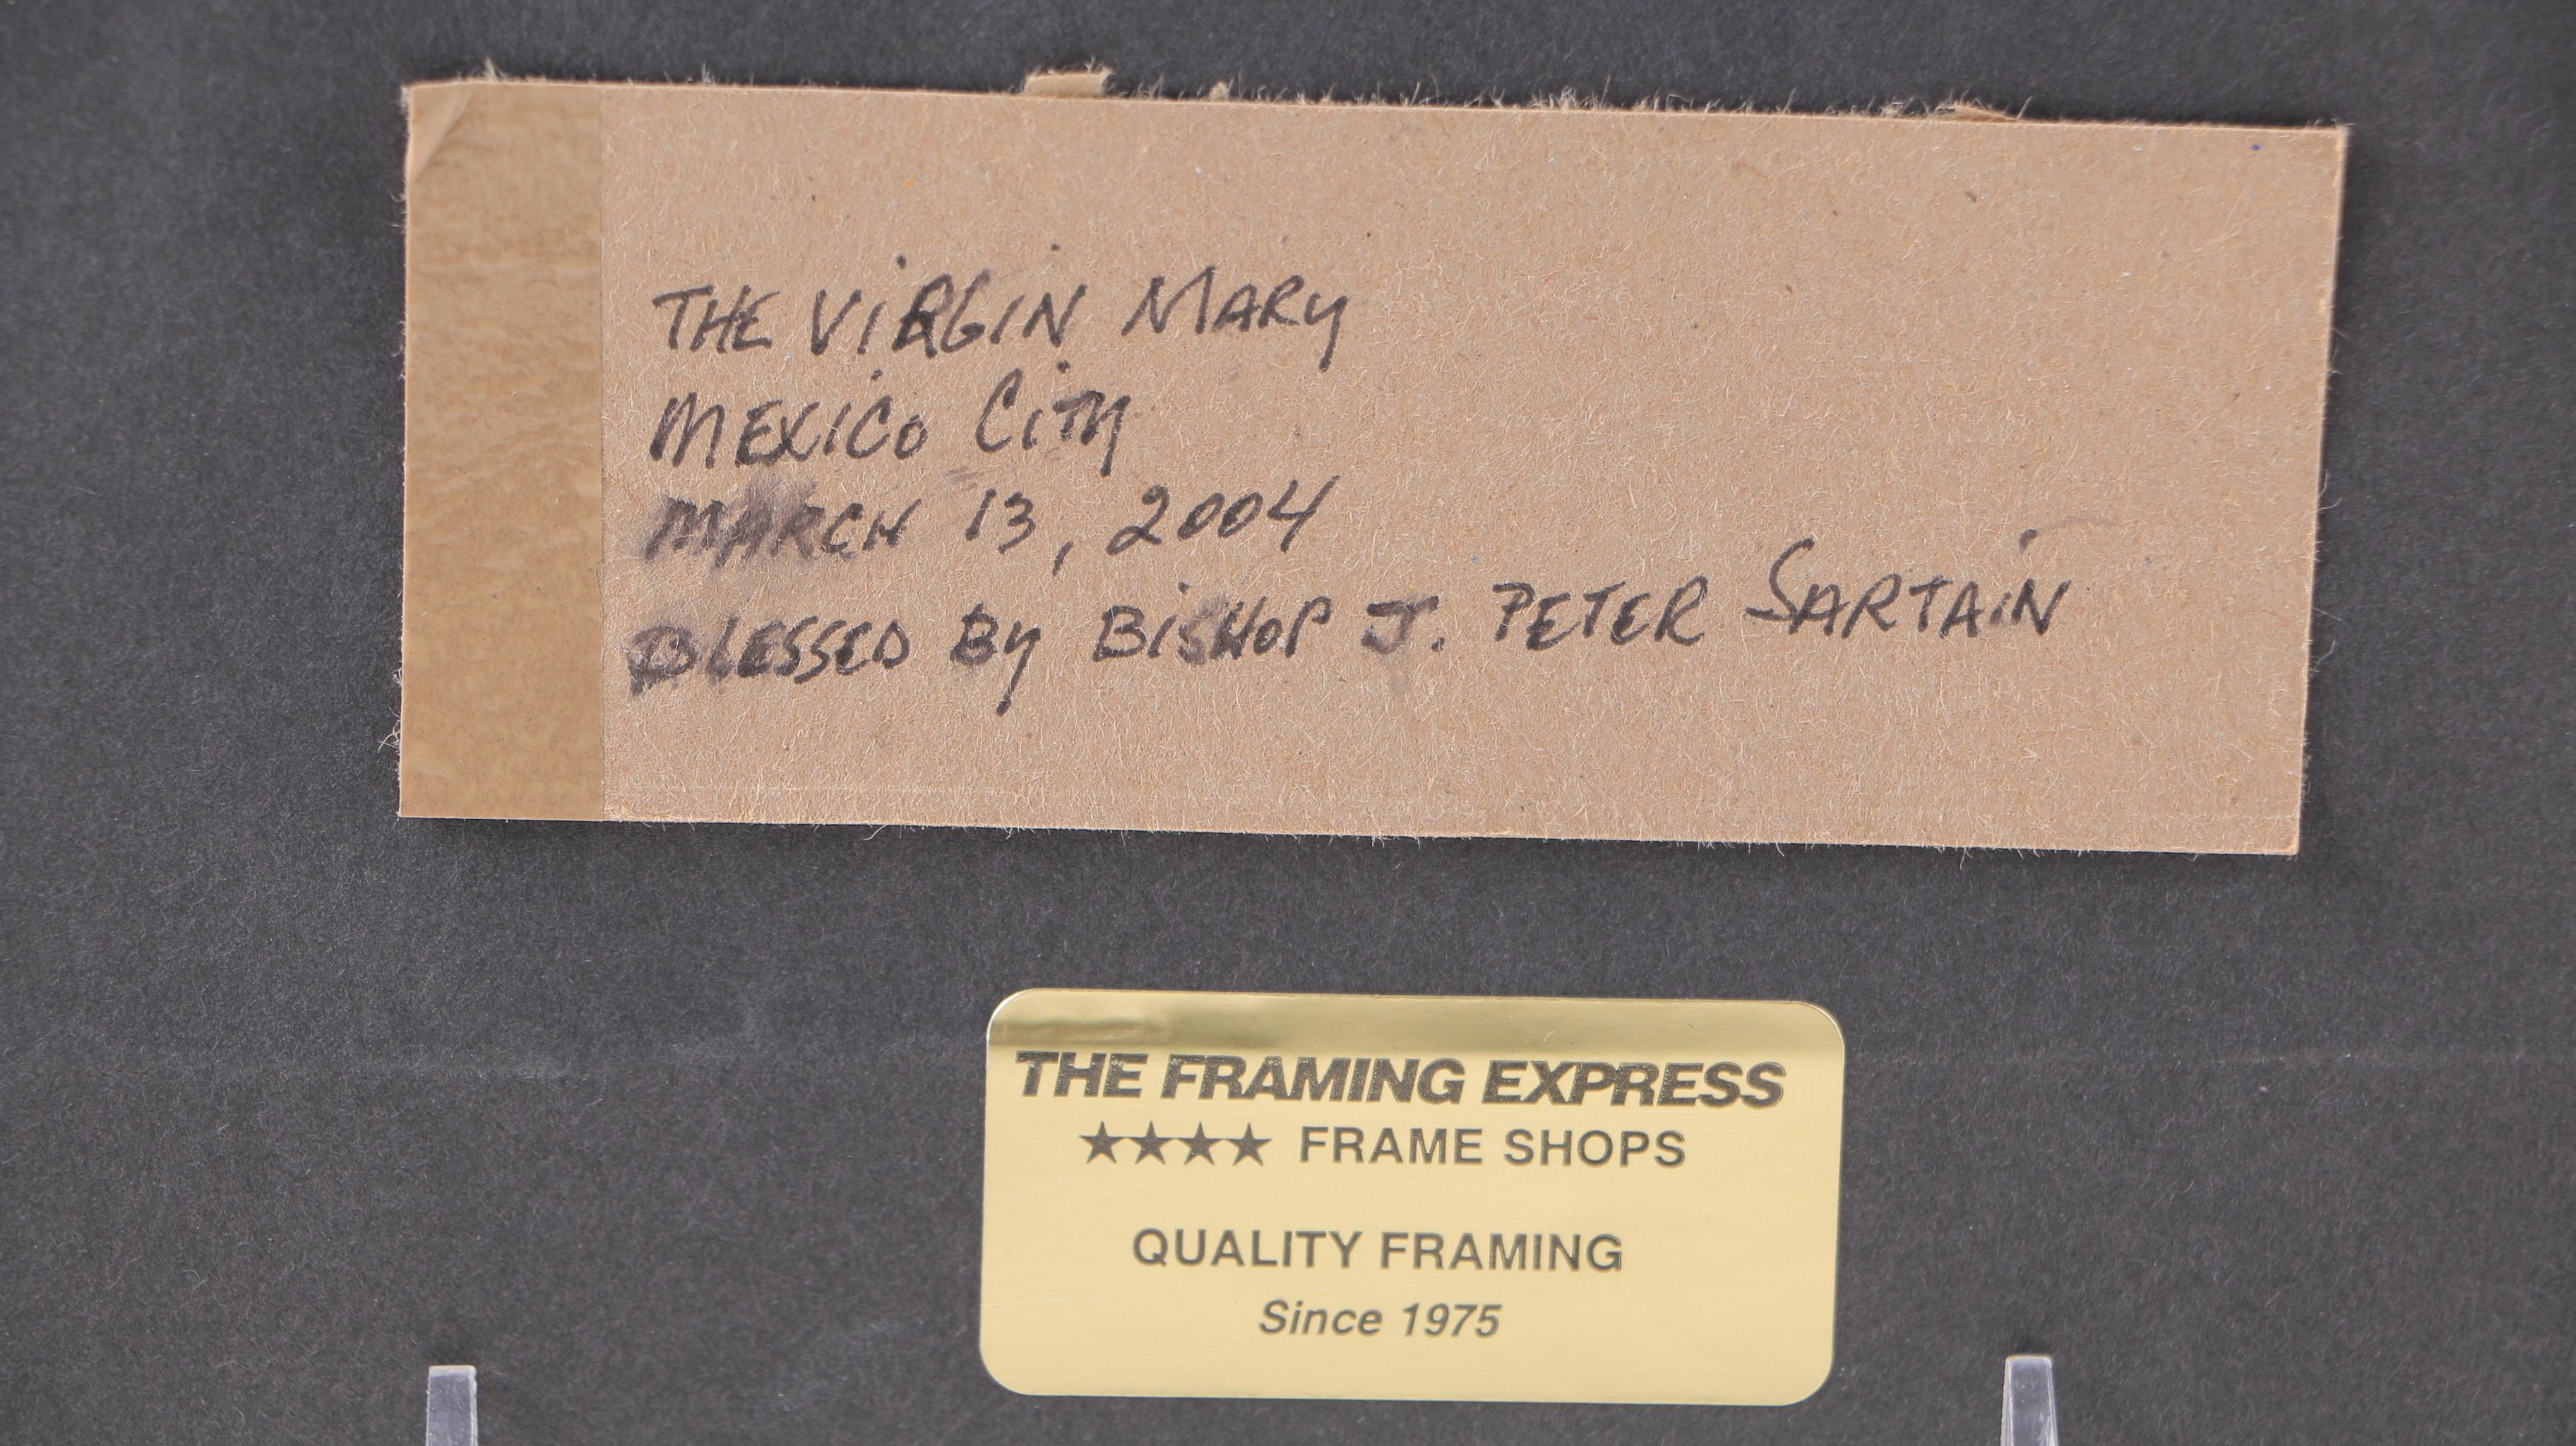 THE ViRGiN MARy
MEXiCo CiTy
MARCH 13, 2004
BLESSED By BiSHOP J. PETER SARTAiN
THE FRAMING EXPRESS
★★★★ FRAME SHOPS
QUALITY FRAMING
Since 1975